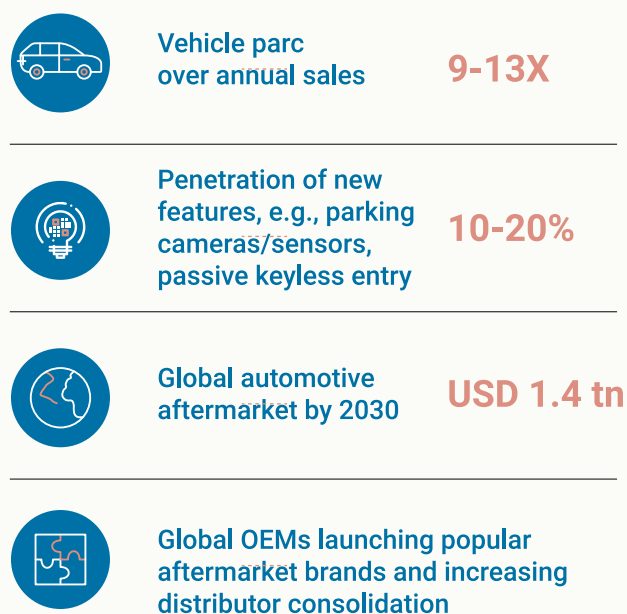 Vehicle parc
over annual sales
9-13X
Penetration of new
features, e.g., parking
cameras/sensors,
passive keyless entry
10-20%
Global automotive
aftermarket by 2030
USD 1.4 tn
Global OEMs launching popular
aftermarket brands and increasing
distributor consolidation